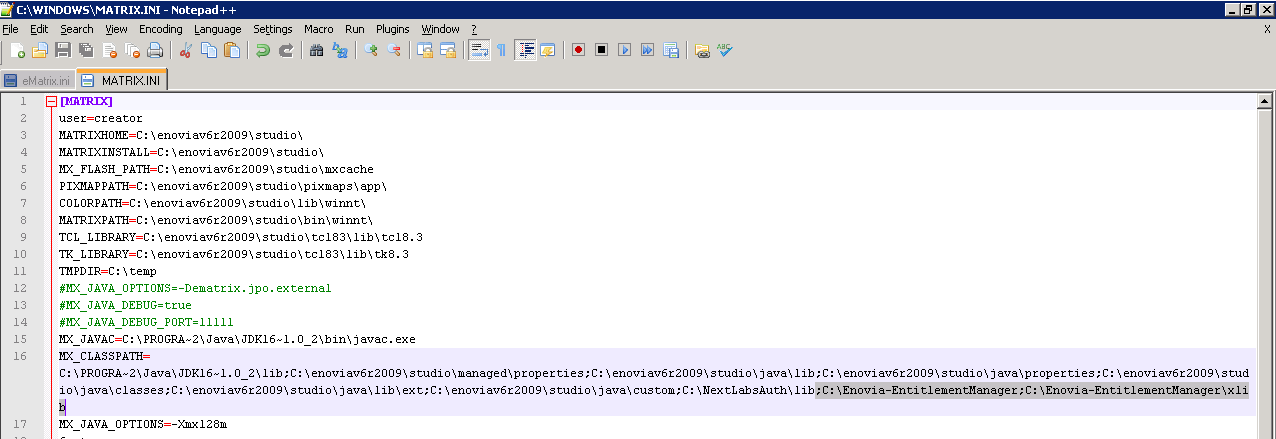 C:\WINDOWS\MATRIX.INI - Notepad++
File Edit Search View Encoding Language Settings Macro Run Plugins Window ? X
eMatrix.ini MATRIX.INI
1 [MATRIX]
2 user=creator
3 MATRIXHOME=C:\enoviav6r2009\studio\
4 MATRIXINSTALL=C:\enoviav6r2009\studio\
5 MX_FLASH_PATH=C:\enoviav6r2009\studio\mxcache
6 PIXMAPPATH=C:\enoviav6r2009\studio\pixmaps\app\
7 COLORPATH=C:\enoviav6r2009\studio\lib\winnt\
8 MATRIXPATH=C:\enoviav6r2009\studio\bin\winnt\
9 TCL_LIBRARY=C:\enoviav6r2009\studio\tcl83\lib\tcl8.3
10 TK_LIBRARY=C:\enoviav6r2009\studio\tcl83\lib\tk8.3
11 TMPDIR=C:\temp
12 #MX_JAVA_OPTIONS=-Dematrix.jpo.external
13 #MX_JAVA_DEBUG=true
14 #MX_JAVA_DEBUG_PORT=11111
15 MX_JAVAC=C:\PROGRA~2\Java\JDK16~1.0_2\bin\javac.exe
16 MX_CLASSPATH=
C:\PROGRA~2\Java\JDK16~1.0_2\lib;C:\enoviav6r2009\studio\managed\properties;C:\enoviav6r2009\studio\java\lib;C:\enoviav6r2009\studio\java\properties;C:\enoviav6r2009\stud
io\java\classes;C:\enoviav6r2009\studio\java\lib\ext;C:\enoviav6r2009\studio\java\custom;C:\NextLabsAuth\lib;C:\Enovia-EntitlementManager;C:\Enovia-EntitlementManager\xli
b
17 MX_JAVA_OPTIONS=-Xmx128m